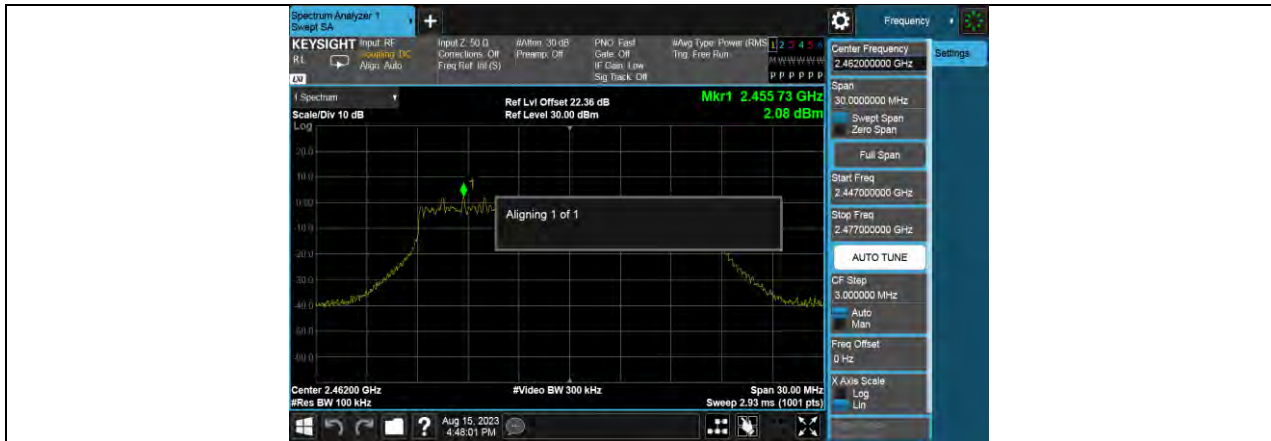 Spectrum Analyzer 1
Swept SA
+
Frequency
KEYSIGHT Input: RF
RL
Coupling: DC
Align: Auto
LXI
Input Z: 50 Ω
Corrections: Off
Freq Ref: Int (S)
#Atten: 30 dB
Preamp: Off
PNO: Fast
Gate: Off
IF Gain: Low
Sig Track: Off
#Avg Type: Power (RMS
Trig: Free Run
1 2 3 4 5 6
M W W W W W
P P P P P P
Center Frequency
2.462000000 GHz
Settings
1 Spectrum
Scale/Div 10 dB
Log
Ref Lvl Offset 22.36 dB
Ref Level 30.00 dBm
Mkr1 2.455 73 GHz
2.08 dBm
Span
30.0000000 MHz
Swept Span
Zero Span
Full Span
Start Freq
2.447000000 GHz
Stop Freq
2.477000000 GHz
AUTO TUNE
CF Step
3.000000 MHz
Auto
Man
Freq Offset
0 Hz
X Axis Scale
Log
Lin
20.0
10.0
0.00
-10.0
-20.0
-30.0
-40.0
-50.0
-60.0
1
Aligning 1 of 1
Center 2.46200 GHz
#Res BW 100 kHz
#Video BW 300 kHz
Span 30.00 MHz
Sweep 2.93 ms (1001 pts)
?
Aug 15, 2023
4:48:01 PM